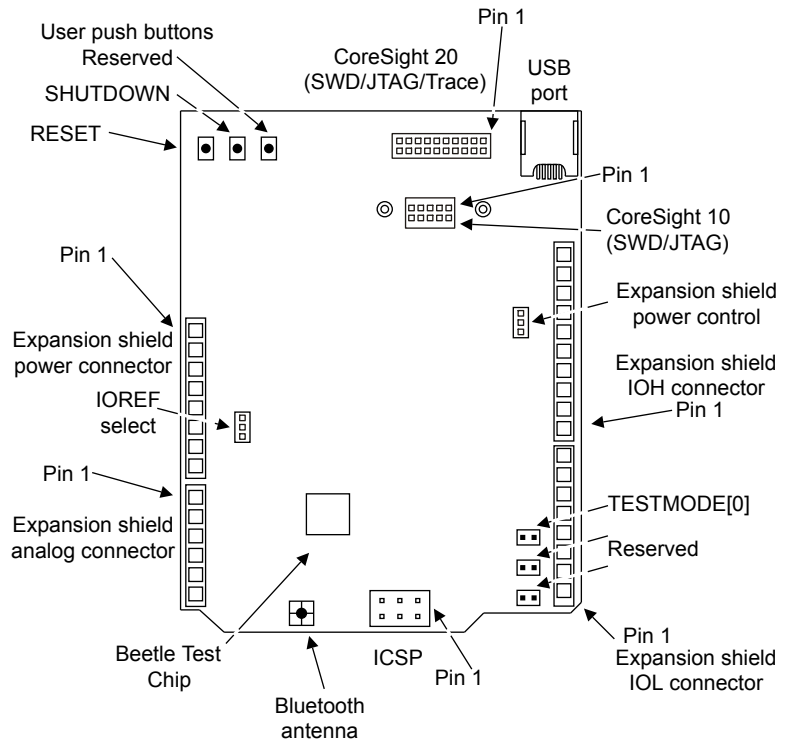 Pin 1
User push buttons
Reserved
CoreSight 20
(SWD/JTAG/Trace)
USB
port
SHUTDOWN
RESET
Pin 1
CoreSight 10
(SWD/JTAG)
Pin 1
Expansion shield
power control
Expansion shield
power connector
Expansion shield
IOH connector
Pin 1
IOREF
select
Pin 1
TESTMODE[0]
Expansion shield
analog connector
Reserved
Pin 1
Expansion shield
IOL connector
Beetle Test
Chip
ICSP
Pin 1
Bluetooth
antenna